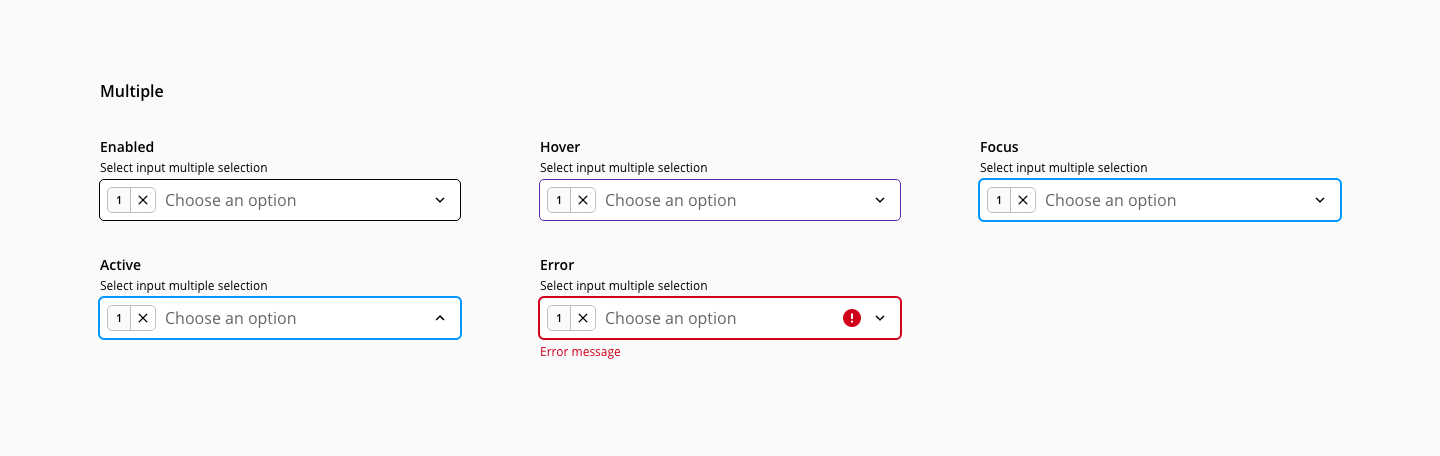 Multiple
Enabled
Select input multiple selection
1 Choose an option
Hover
Select input multiple selection
1 Choose an option
Focus
Select input multiple selection
1 Choose an option
Active
Select input multiple selection
1 Choose an option
Error
Select input multiple selection
1 Choose an option !
Error message